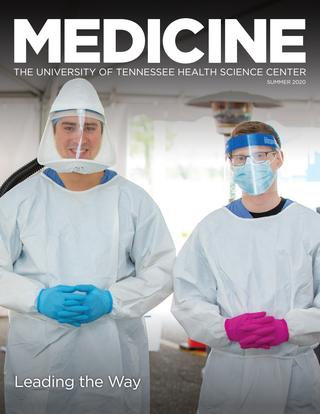 MEDICINE
THE UNIVERSITY OF TENNESSEE HEALTH SCIENCE CENTER
SUMMER 2020
Leading the Way